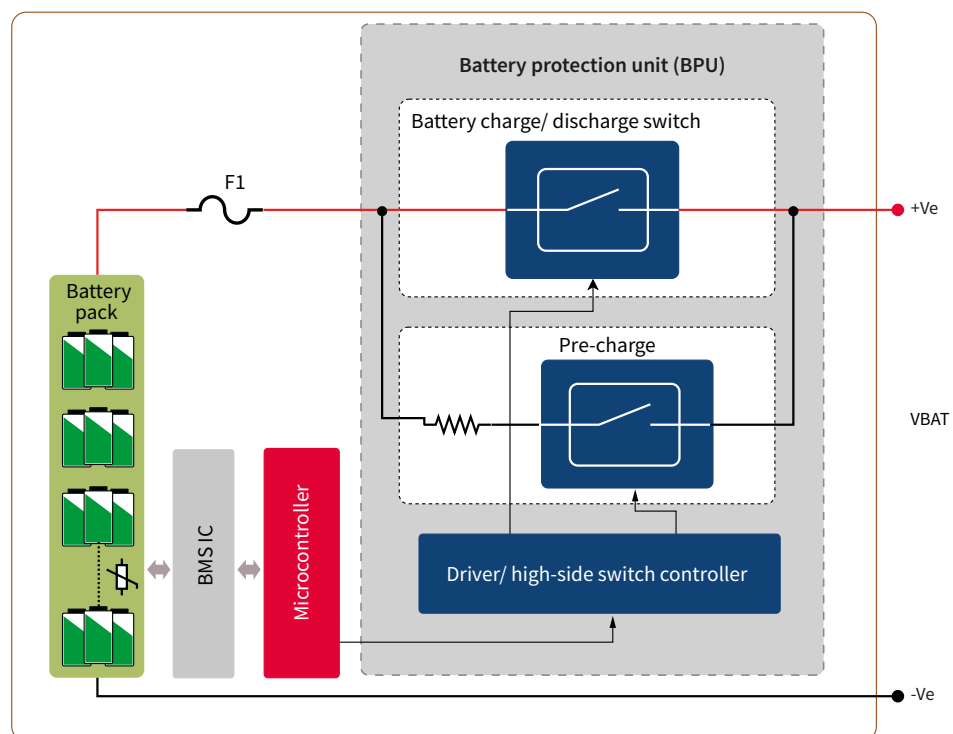 Battery protection unit (BPU)
Battery charge/ discharge switch
F1
+Ve
Battery
pack
Pre-charge
VBAT
BMS IC
Microcontroller
Driver/ high-side switch controller
-Ve